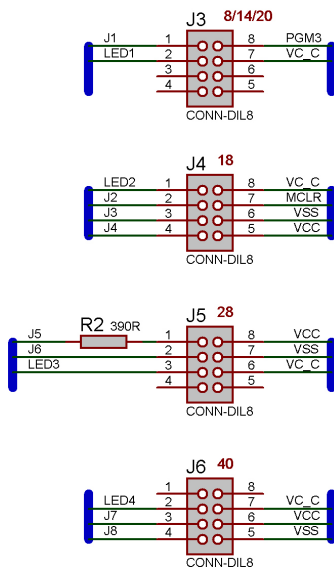 J3 8/14/20
J1 1 8 PGM3
LED1 2 7 VC_C
3 6
4 5
CONN-DIL8
J4 18
LED2 1 8 VC_C
J2 2 7 MCLR
J3 3 6 VSS
J4 4 5 VCC
CONN-DIL8
J5 28
J5 R2 390R 1 8 VCC
J6 2 7 VSS
LED3 3 6 VC_C
4 5
CONN-DIL8
J6 40
1 8
LED4 2 7 VC_C
J7 3 6 VCC
J8 4 5 VSS
CONN-DIL8